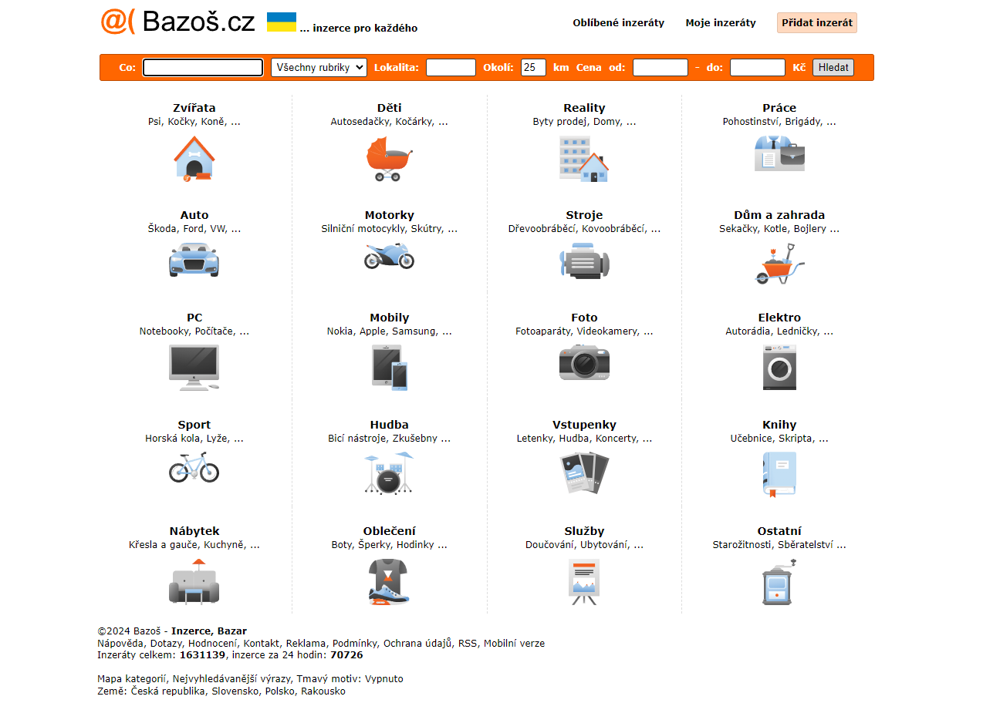 @( Bazoš.cz ... inzerce pro každého Oblíbené inzeráty Moje inzeráty Přidat inzerát
Co: Všechny rubriky Lokalita: Okolí: 25 km Cena od: - do: Kč Hledat
Zvířata Děti Reality Práce
Psi, Kočky, Koně, ... Autosedačky, Kočárky, ... Byty prodej, Domy, ... Pohostinství, Brigády, ...
Auto Motorky Stroje Dům a zahrada
Škoda, Ford, VW, ... Silniční motocykly, Skútry, ... Dřevoobráběcí, Kovoobráběcí, ... Sekačky, Kotle, Bojlery ...
PC Mobily Foto Elektro
Notebooky, Počítače, ... Nokia, Apple, Samsung, ... Fotoaparáty, Videokamery, ... Autorádia, Ledničky, ...
Sport Hudba Vstupenky Knihy
Horská kola, Lyže, ... Bicí nástroje, Zkušebny ... Letenky, Hudba, Koncerty, ... Učebnice, Skripta, ...
Nábytek Oblečení Služby Ostatní
Křesla a gauče, Kuchyně, ... Boty, Šperky, Hodinky ... Doučování, Ubytování, ... Starožitnosti, Sběratelství ...
©2024 Bazoš - Inzerce, Bazar
Nápověda, Dotazy, Hodnocení, Kontakt, Reklama, Podmínky, Ochrana údajů, RSS, Mobilní verze
Inzeráty celkem: 1631139, inzerce za 24 hodin: 70726
Mapa kategorií, Nejvyhledávanější výrazy, Tmavý motiv: Vypnuto
Země: Česká republika, Slovensko, Polsko, Rakousko